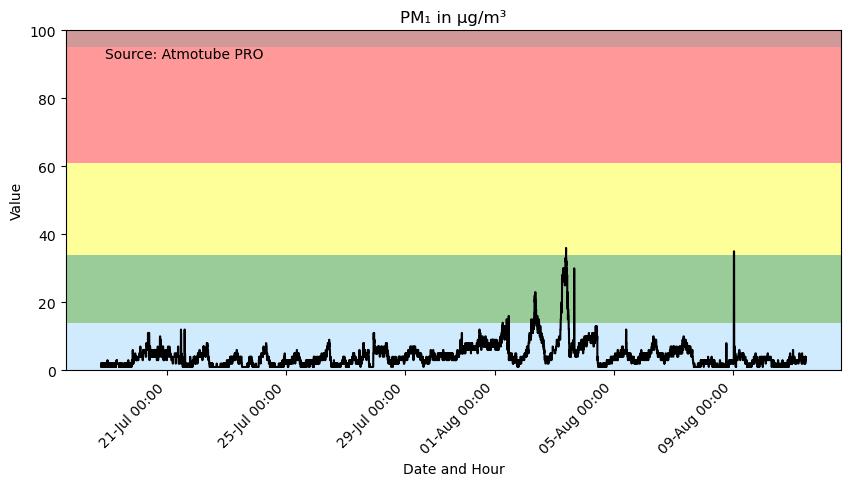 PM₁ in µg/m³
Source: Atmotube PRO
100
80
60
40
20
0
Value
21-Jul 00:00
25-Jul 00:00
29-Jul 00:00
01-Aug 00:00
05-Aug 00:00
09-Aug 00:00
Date and Hour